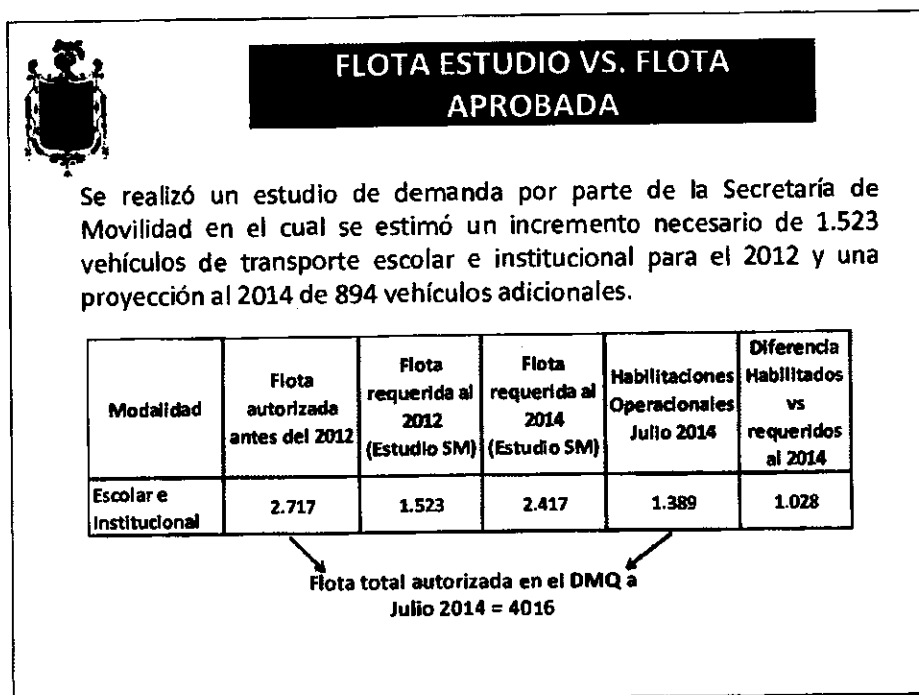 FLOTA ESTUDIO VS. FLOTA
APROBADA
Se realizó un estudio de demanda por parte de la Secretaría de
Movilidad en el cual se estimó un incremento necesario de 1.523
vehículos de transporte escolar e institucional para el 2012 y una
proyección al 2014 de 894 vehículos adicionales.
Modalidad
Flota
autorizada
antes del 2012
Flota
requerida al
2012
(Estudio SM)
Flota
requerida al
2014
(Estudio SM)
Habilitaciones
Operacionales
Julio 2014
Diferencia
Habilitados
vs
requeridos
al 2014
Escolar e
Institucional
2.717
1.523
2.417
1.389
1.028
Flota total autorizada en el DMQ a
Julio 2014 = 4016